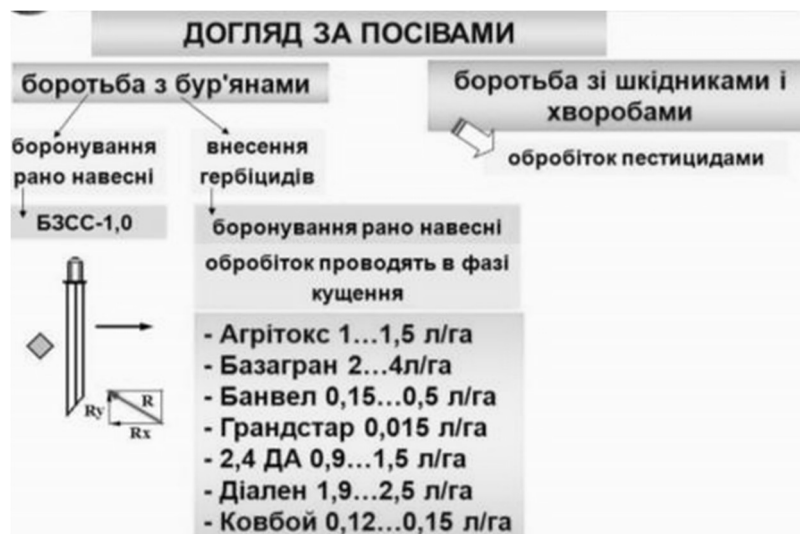 ДОГЛЯД ЗА ПОСІВАМИ
боротьба з бур'янами
боротьба зі шкідниками і
хворобами
боронування
рано навесні
внесення
гербіцидів
обробіток пестицидами
БЗСС-1,0
боронування рано навесні
обробіток проводять в фазі
кущення
- Агрітокс 1...1,5 л/га
- Базагран 2...4л/га
- Банвел 0,15...0,5 л/га
- Грандстар 0,015 л/га
- 2,4 ДА 0,9...1,5 л/га
- Діален 1,9...2,5 л/га
- Ковбой 0,12...0,15 л/га
R
Ry
Rx